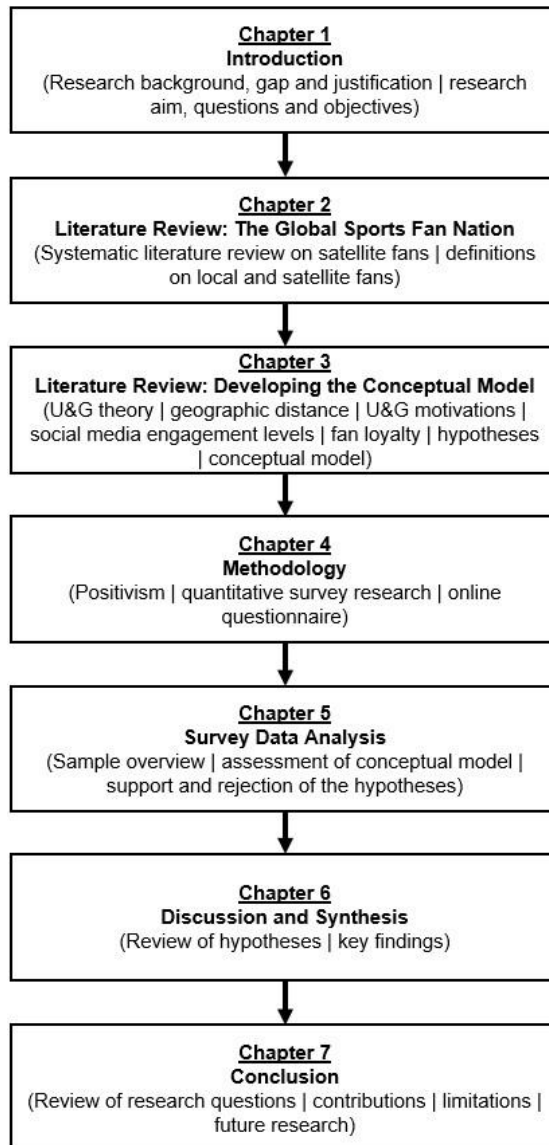 Chapter 1
Introduction
(Research background, gap and justification | research
aim, questions and objectives)
Chapter 2
Literature Review: The Global Sports Fan Nation
(Systematic literature review on satellite fans | definitions
on local and satellite fans)
Chapter 3
Literature Review: Developing the Conceptual Model
(U&G theory | geographic distance | U&G motivations |
social media engagement levels | fan loyalty | hypotheses
| conceptual model)
Chapter 4
Methodology
(Positivism | quantitative survey research | online
questionnaire)
Chapter 5
Survey Data Analysis
(Sample overview | assessment of conceptual model |
support and rejection of the hypotheses)
Chapter 6
Discussion and Synthesis
(Review of hypotheses | key findings)
Chapter 7
Conclusion
(Review of research questions | contributions | limitations |
future research)